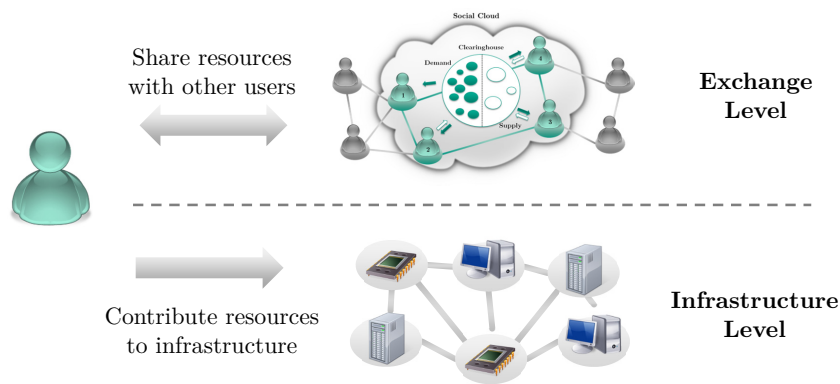 Social Cloud
Clearinghouse
Demand
1
4
2
3
Supply
Share resources
with other users
Exchange
Level
Contribute resources
to infrastructure
Infrastructure
Level